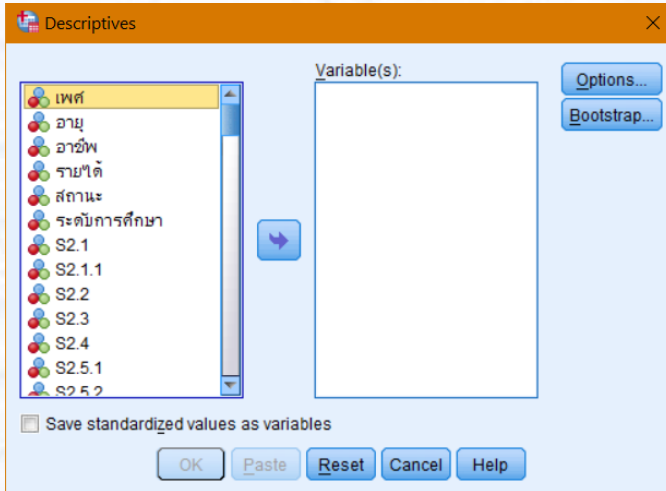 Descriptives
Variable(s):
เพศ
อายุ
อาชีพ
รายได้
สถานะ
ระดับการศึกษา
S2.1
S2.1.1
S2.2
S2.3
S2.4
S2.5.1
S2.5.2
Options...
Bootstrap...
Save standardized values as variables
OK Paste Reset Cancel Help